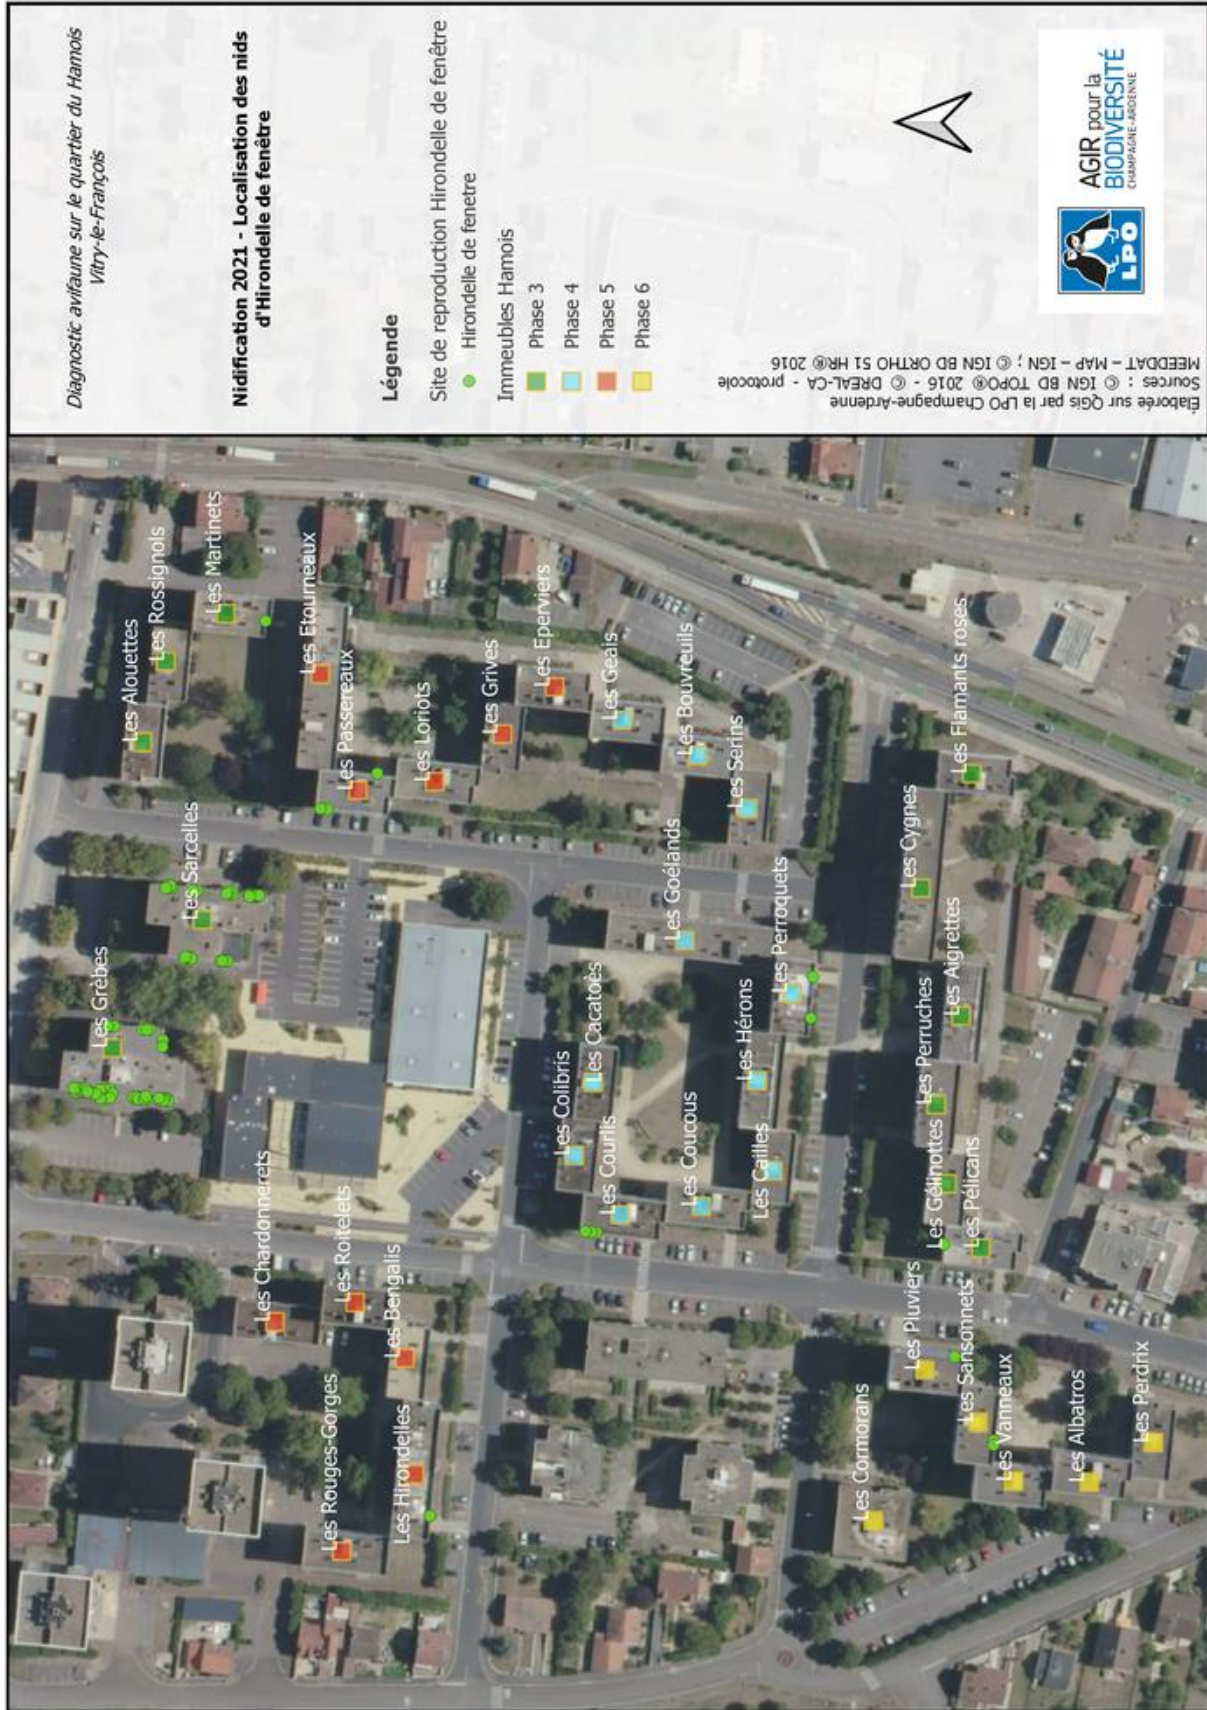 Diagnostic avifaune sur le quartier du Hamois
Vitry-le-François
Nidification 2021 - Localisation des nids
d'Hirondelle de fenêtre
Légende
Site de reproduction Hirondelle de fenêtre
Hirondelle de fenetre
Immeubles Hamois
Phase 3
Phase 4
Phase 5
Phase 6
AGIR pour la
BIODIVERSITÉ
CHAMPAGNE-ARDENNE
LPO
Élaborée sur QGis par la LPO Champagne-Ardenne
Sources : © IGN BD TOPO® 2016 - © DREAL-CA - protocole
MEEDDAT – MAP – IGN ; © IGN BD ORTHO 51 HR® 2016
Les Rouges-Gorges
Les Hirondelles
Les Chardonnerets
Les Roitelets
Les Bengalis
Les Grèbes
Les Sarcelles
Les Alouettes
Les Rossignols
Les Martinets
Les Etourneaux
Les Passereaux
Les Loriots
Les Grives
Les Eperviers
Les Geais
Les Bouvreuils
Les Serins
Les Colibris
Les Cacatoès
Les Courlis
Les Coucous
Les Cailles
Les Hérons
Les Goélands
Les Perroquets
Les Cormorans
Les Pluviers
Les Sansonnets
Les Vanneaux
Les Albatros
Les Perdrix
Les Gélinottes
Les Pélicans
Les Perruches
Les Aigrettes
Les Cygnes
Les Flamants roses